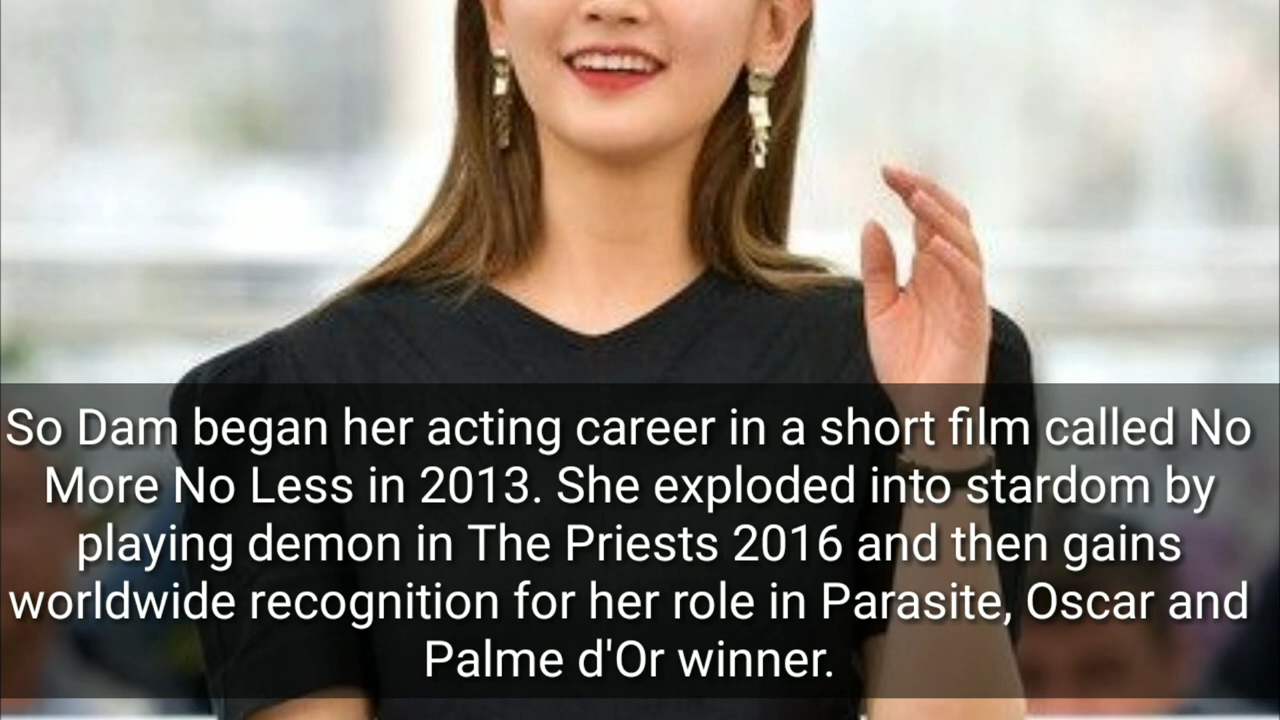 So Dam began her acting career in a short film called No
More No Less in 2013. She exploded into stardom by
playing demon in The Priests 2016 and then gains
worldwide recognition for her role in Parasite, Oscar and
Palme d'Or winner.